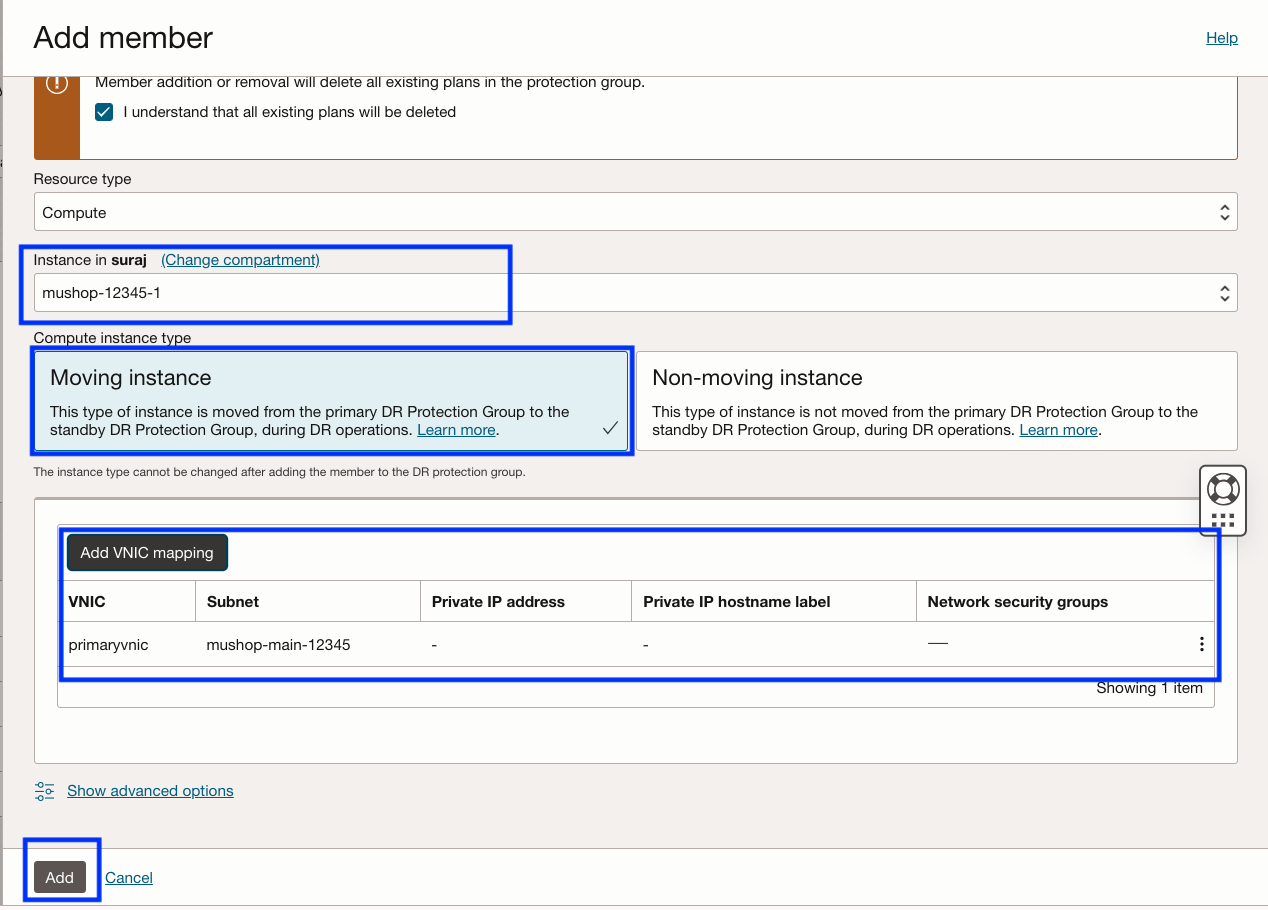 Add member
Help
Member addition or removal will delete all existing plans in the protection group.
I understand that all existing plans will be deleted
Resource type
Compute
Instance in suraj (Change compartment)
mushop-12345-1
Compute instance type
Moving instance
This type of instance is moved from the primary DR Protection Group to the
standby DR Protection Group, during DR operations. Learn more.
Non-moving instance
This type of instance is not moved from the primary DR Protection Group to the
standby DR Protection Group, during DR operations. Learn more.
The instance type cannot be changed after adding the member to the DR protection group.
Add VNIC mapping
VNIC Subnet Private IP address Private IP hostname label Network security groups
primaryvnic mushop-main-12345 - - —
Showing 1 item
Show advanced options
Add Cancel